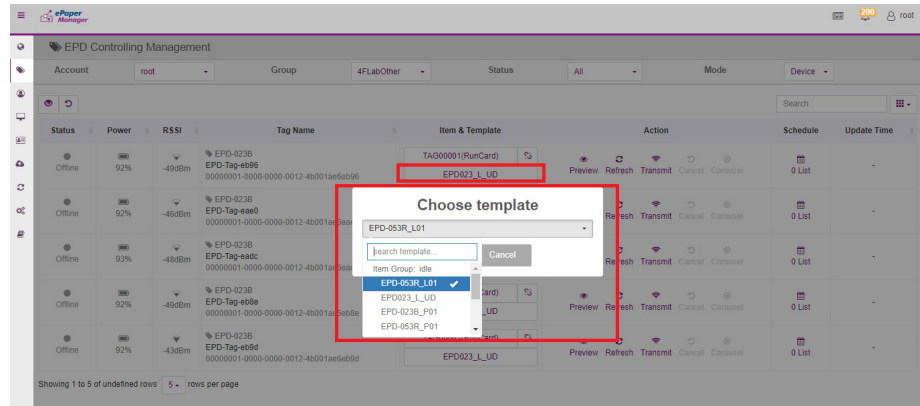 ePaper
Manager
200
root
EPD Controlling Management
Account root Group 4FLabOther Status All Mode Device
Search
Status Power RSSI Tag Name Item & Template Action Schedule Update Time
EPD-023B
Offline 92% -49dBm EPD-Tag-eb96 TAG00001(RunCard) Preview Refresh Transmit Cancel Carousel 0 List -
00000001-0000-0000-0012-4b001ae6eb96 EPD023_L_UD
EPD-023B
Offline 92% -46dBm EPD-Tag-eae0 Refresh Transmit Cancel Carousel 0 List -
EPD-023B
Offline 93% -48dBm EPD-Tag-eadc Refresh Transmit Cancel Carousel 0 List -
EPD-023B
Offline 92% -49dBm EPD-Tag-eb8e Preview Refresh Transmit Cancel Carousel 0 List -
EPD-023B
Offline 92% -43dBm EPD-Tag-eb9d Preview Refresh Transmit Cancel Carousel 0 List -
00000001-0000-0000-0012-4b001ae6eb9d EPD023_L_UD
Choose template
EPD-053R_L01
search template...
Cancel
Item Group: idle
EPD-053R_L01
EPD023_L_UD
EPD-023B_P01
EPD-053R_P01
Showing 1 to 5 of undefined rows 5 rows per page